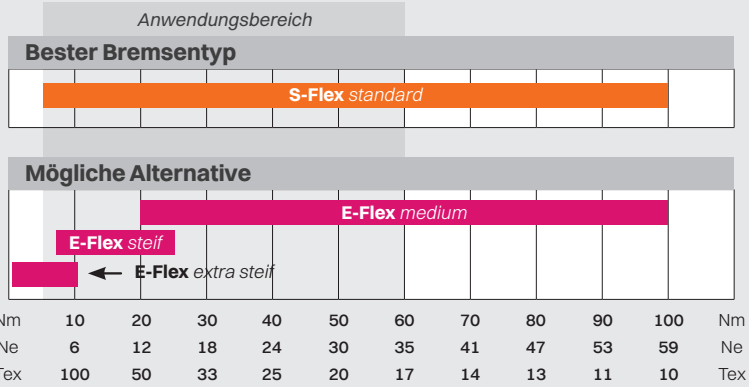 Anwendungsbereich
Bester Bremsentyp
S-Flex standard
Mögliche Alternative
E-Flex medium
E-Flex steif
E-Flex extra steif
Nm 10 20 30 40 50 60 70 80 90 100 Nm
Ne 6 12 18 24 30 35 41 47 53 59 Ne
Tex 100 50 33 25 20 17 14 13 11 10 Tex